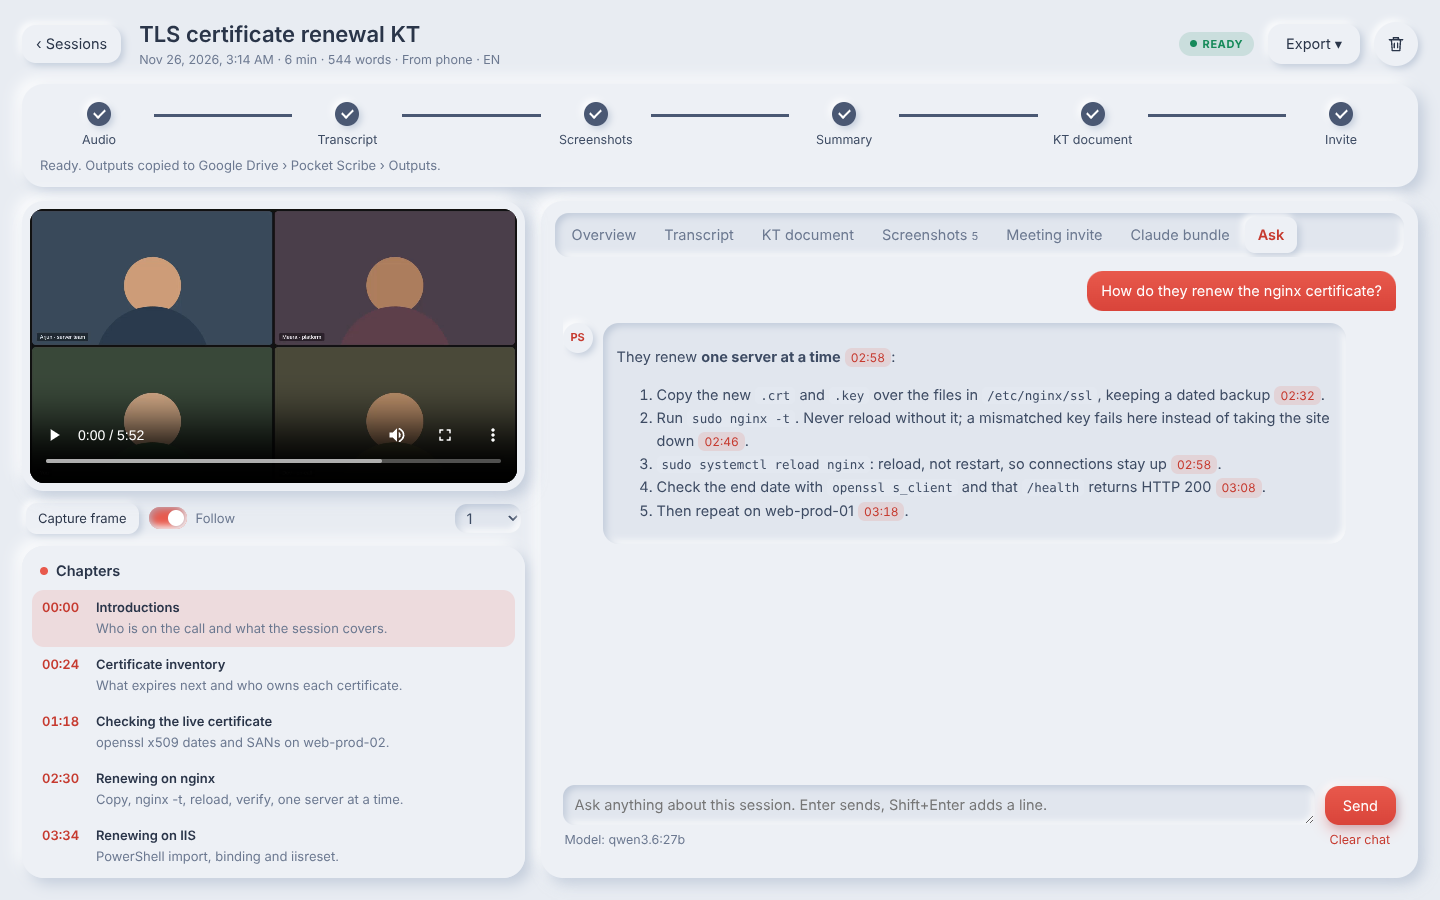 ‹ Sessions
TLS certificate renewal KT
Nov 26, 2026, 3:14 AM · 6 min · 544 words · From phone · EN
READY
Export ▾
Audio
Transcript
Screenshots
Summary
KT document
Invite
Ready. Outputs copied to Google Drive › Pocket Scribe › Outputs.
Arjun - server team
Meera - platform
0:00 / 5:52
Capture frame
Follow
1
Chapters
00:00 Introductions
Who is on the call and what the session covers.
00:24 Certificate inventory
What expires next and who owns each certificate.
01:18 Checking the live certificate
openssl x509 dates and SANs on web-prod-02.
02:30 Renewing on nginx
Copy, nginx -t, reload, verify, one server at a time.
03:34 Renewing on IIS
PowerShell import, binding and iisreset.
Overview
Transcript
KT document
Screenshots 5
Meeting invite
Claude bundle
Ask
How do they renew the nginx certificate?
PS
They renew one server at a time 02:58:
1. Copy the new .crt and .key over the files in /etc/nginx/ssl , keeping a dated backup 02:32.
2. Run sudo nginx -t . Never reload without it; a mismatched key fails here instead of taking the site
down 02:46.
3. sudo systemctl reload nginx : reload, not restart, so connections stay up 02:58.
4. Check the end date with openssl s_client and that /health returns HTTP 200 03:08.
5. Then repeat on web-prod-01 03:18.
Ask anything about this session. Enter sends, Shift+Enter adds a line.
Send
Model: qwen3.6:27b
Clear chat